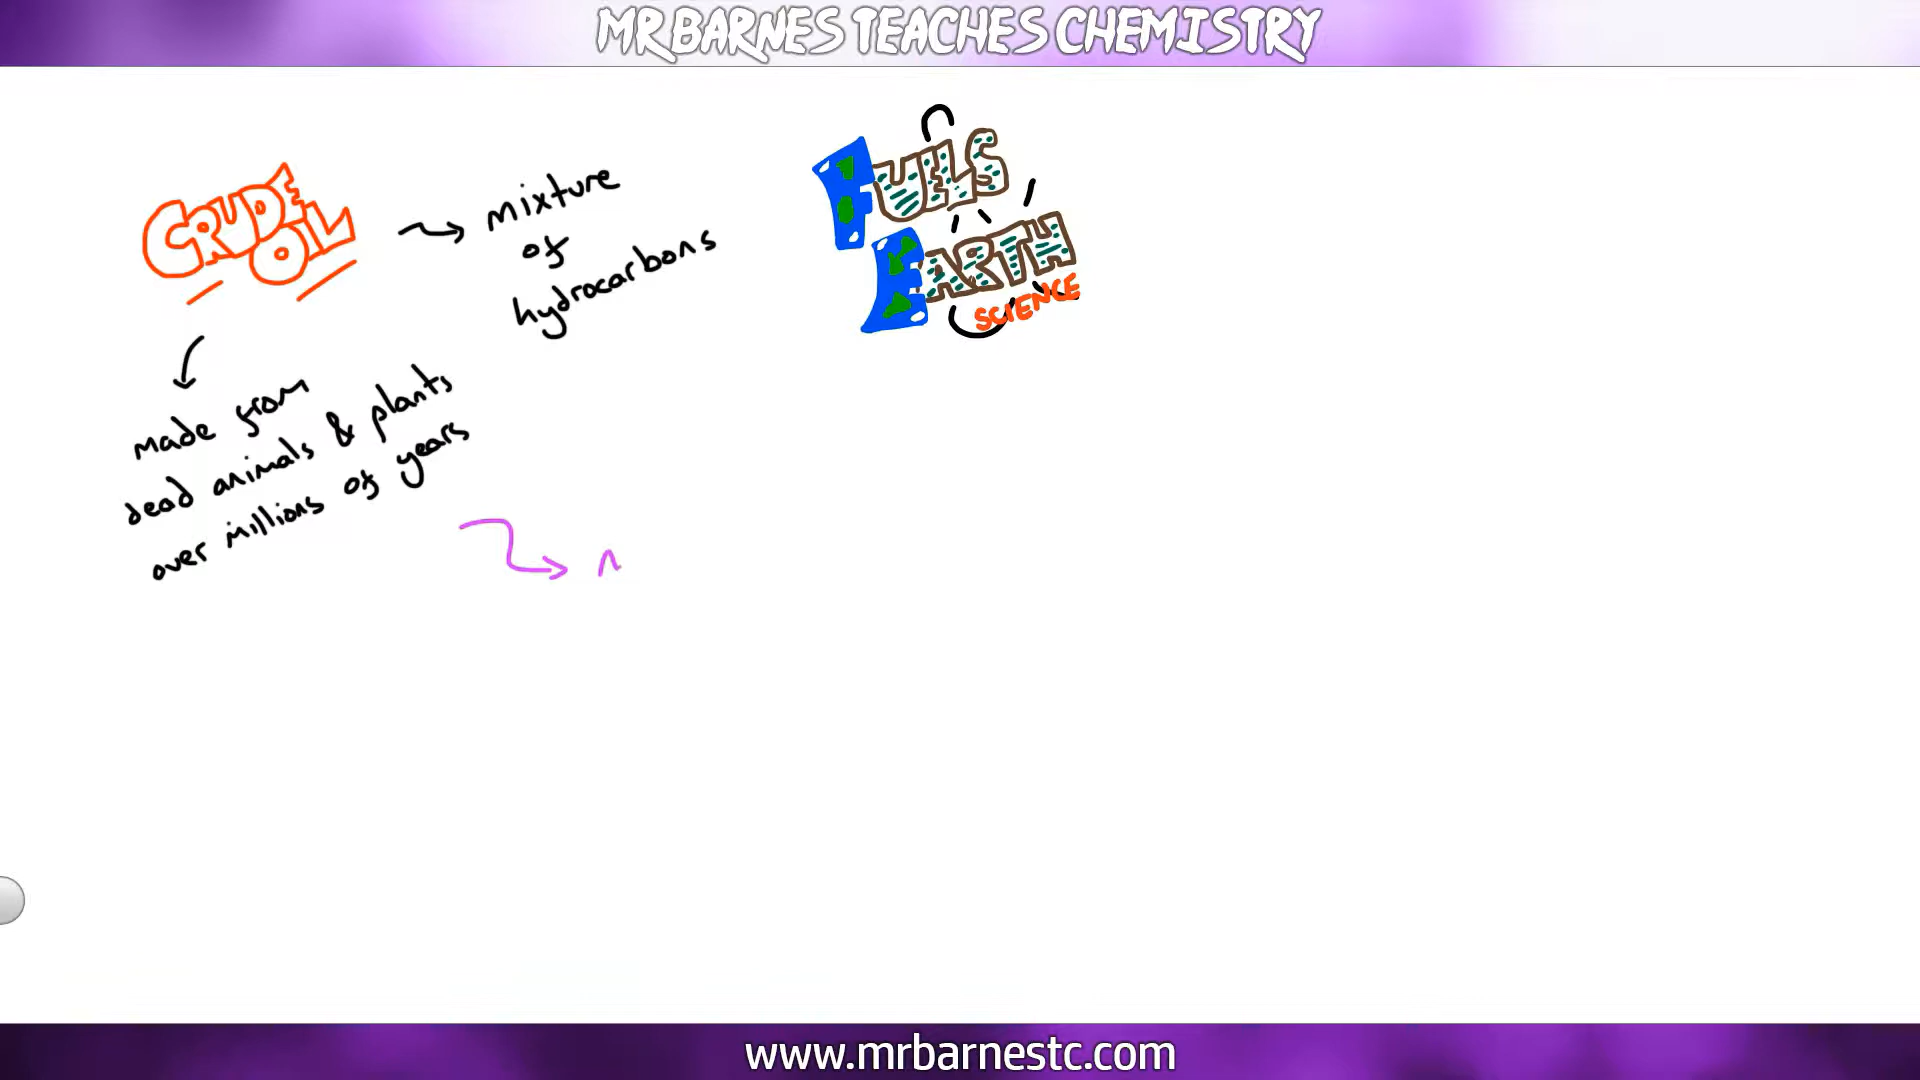 MR BARNES TEACHES CHEMISTRY
CRUDE
OIL
mixture
of
hydrocarbons
made from
dead animals & plants
over millions of years
n
FUELS
EARTH
SCIENCE
www.mrbarnestc.com